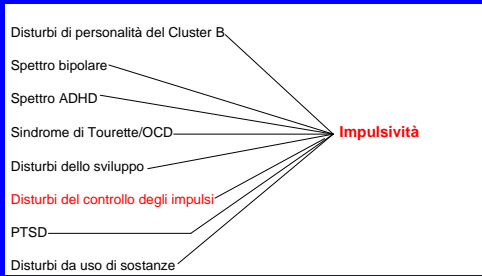 Disturbi di personalità del Cluster B
Spettro bipolare
Spettro ADHD
Sindrome di Tourette/OCD
Impulsività
Disturbi dello sviluppo
Disturbi del controllo degli impulsi
PTSD
Disturbi da uso di sostanze